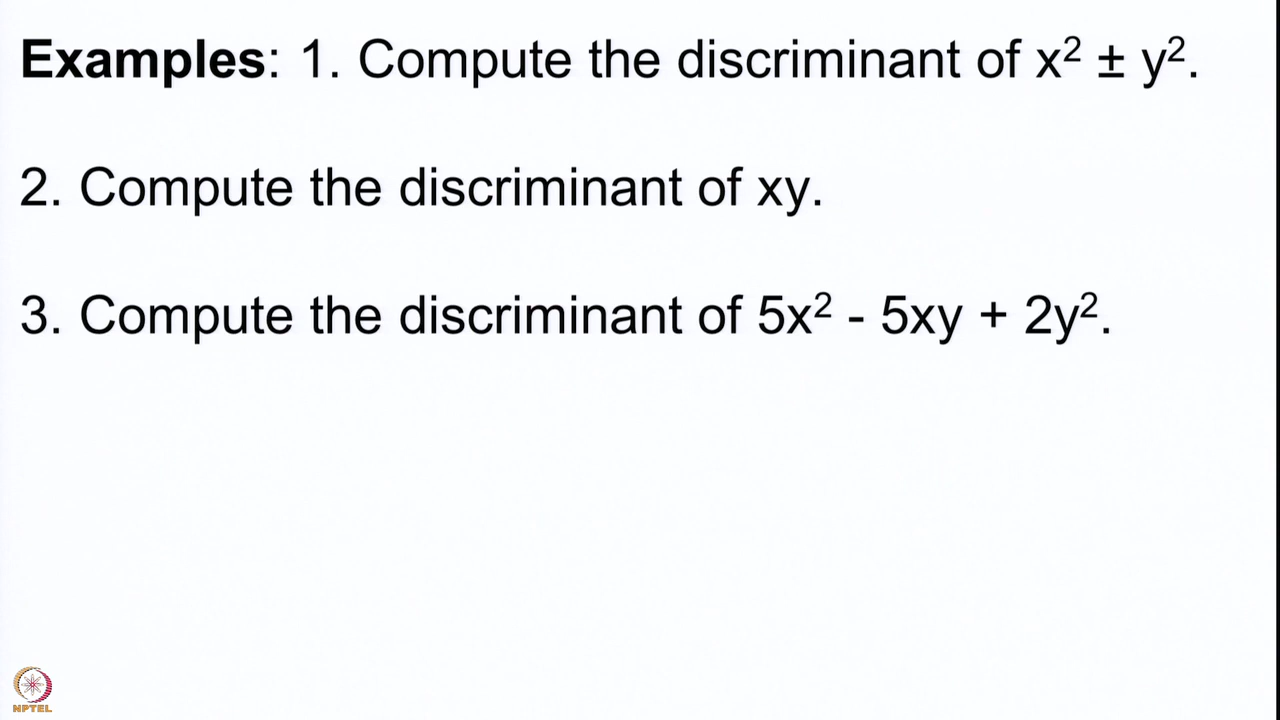 Examples: 1. Compute the discriminant of x² ± y².
2. Compute the discriminant of xy.
3. Compute the discriminant of 5x² - 5xy + 2y².
NPTEL